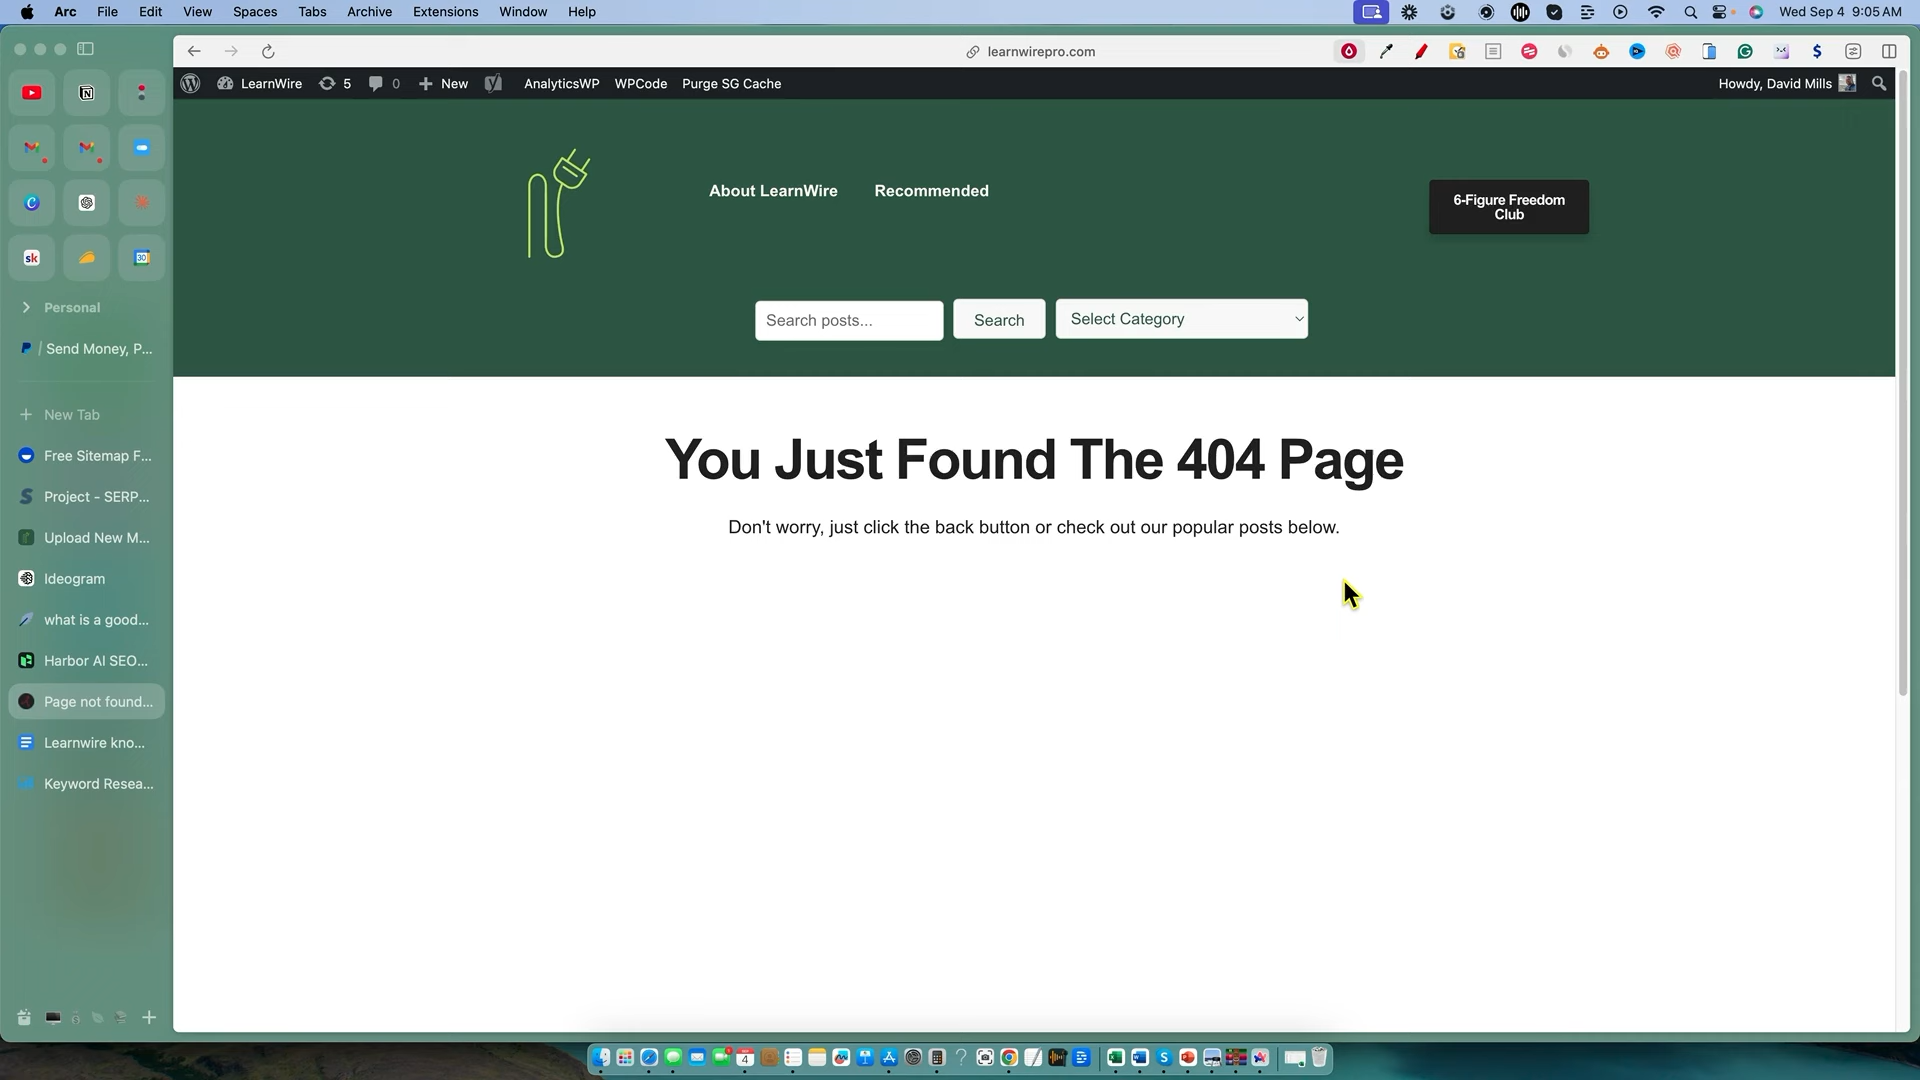 Arc File Edit View Spaces Tabs Archive Extensions Window Help
Wed Sep 4 9:05 AM
learnwirepro.com
LearnWire 5 0 New AnalyticsWP WPCode Purge SG Cache
Howdy, David Mills
About LearnWire Recommended
6-Figure Freedom
Club
Search posts... Search Select Category
You Just Found The 404 Page
Don't worry, just click the back button or check out our popular posts below.
sk 30
Personal
/ Send Money, P...
New Tab
Free Sitemap F...
Project - SERP...
Upload New M...
Ideogram
what is a good...
Harbor AI SEO...
Page not found...
Learnwire kno...
Keyword Resea...